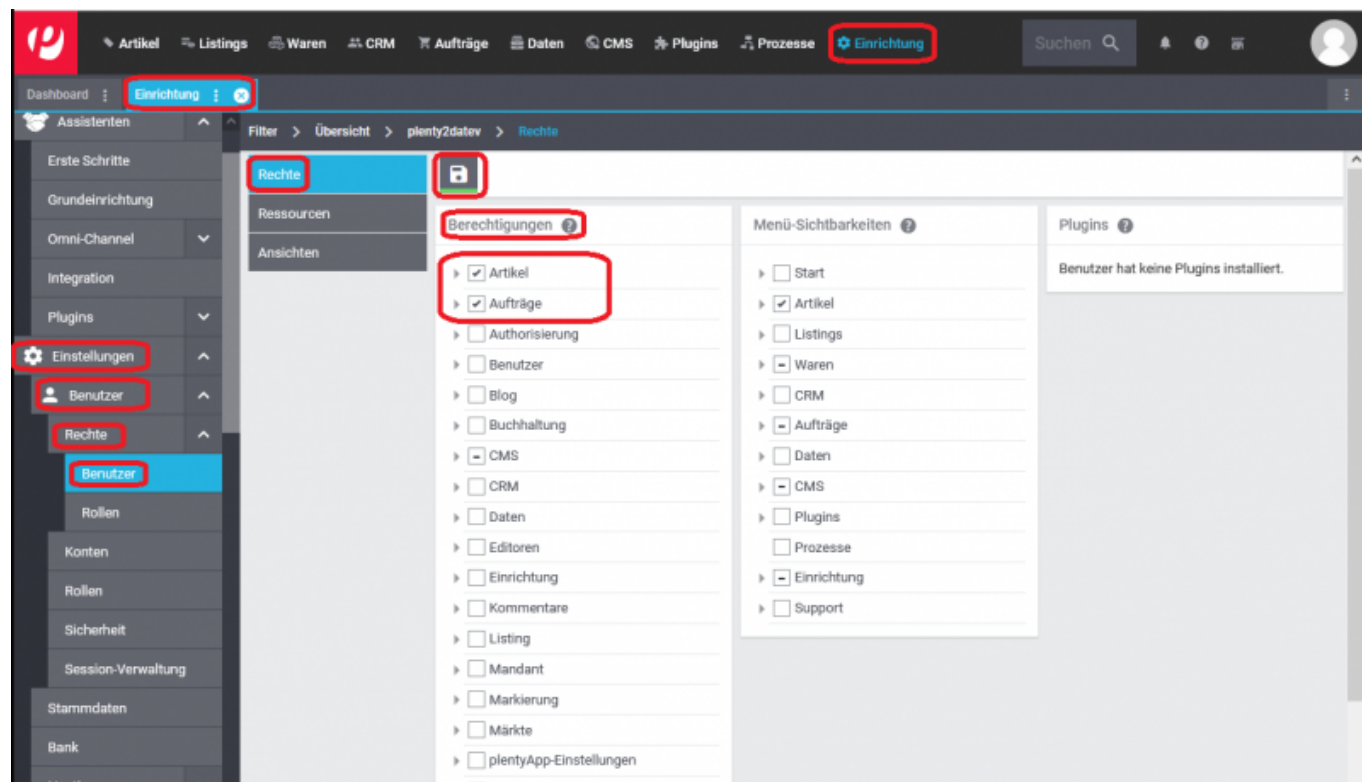 Artikel Listings Waren CRM Aufträge Daten CMS Plugins Prozesse Einrichtung Suchen
Dashboard Einrichtung
Assistenten
Erste Schritte
Grundeinrichtung
Omni-Channel
Integration
Plugins
Einstellungen
Benutzer
Rechte
Benutzer
Rollen
Konten
Rollen
Sicherheit
Session-Verwaltung
Stammdaten
Bank
Filter > Übersicht > plenty2datev > Rechte
Rechte
Ressourcen
Ansichten
Berechtigungen
Artikel
Aufträge
Authorisierung
Benutzer
Blog
Buchhaltung
CMS
CRM
Daten
Editoren
Einrichtung
Kommentare
Listing
Mandant
Markierung
Märkte
plentyApp-Einstellungen
Menü-Sichtbarkeiten
Start
Artikel
Listings
Waren
CRM
Aufträge
Daten
CMS
Plugins
Prozesse
Einrichtung
Support
Plugins
Benutzer hat keine Plugins installiert.